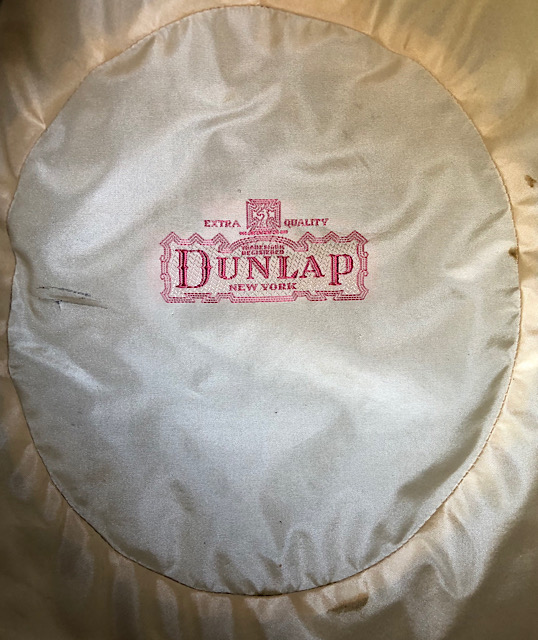 EXTRA QUALITY
TRADEMARK
REGISTERED
DUNLAP
NEW YORK